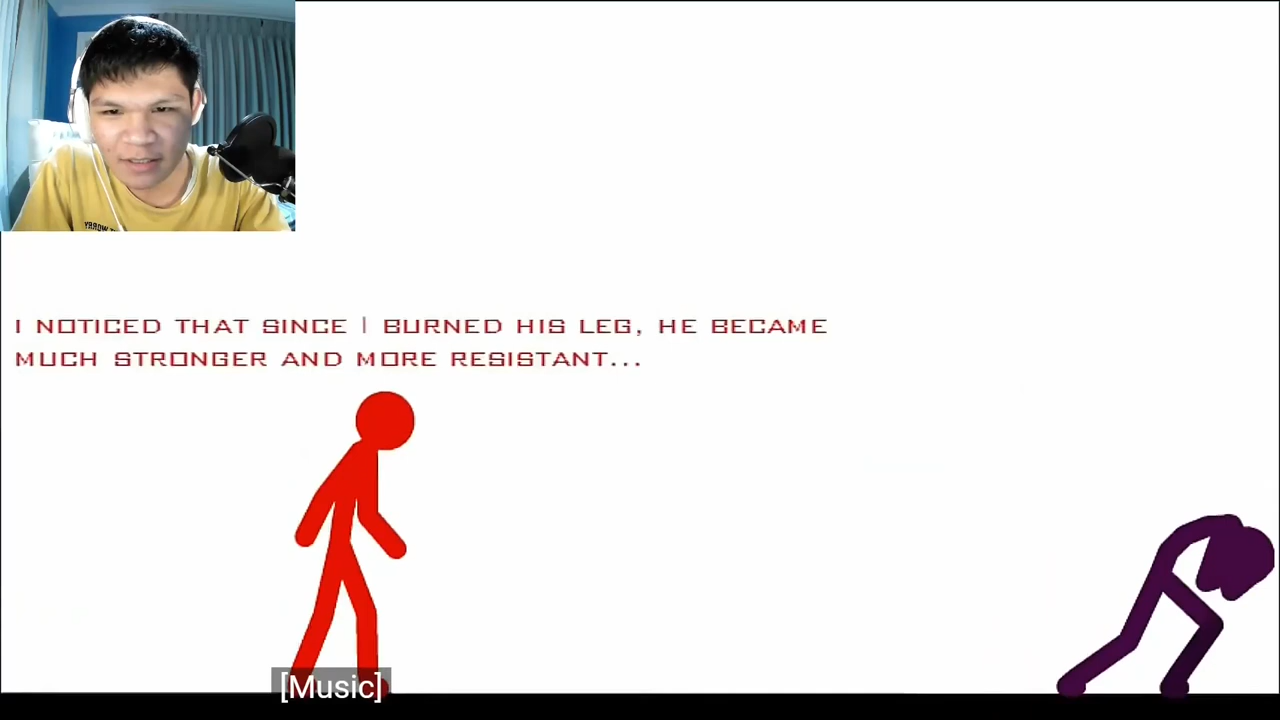 I NOTICED THAT SINCE I BURNED HIS LEG, HE BECAME
MUCH STRONGER AND MORE RESISTANT...
[Music]